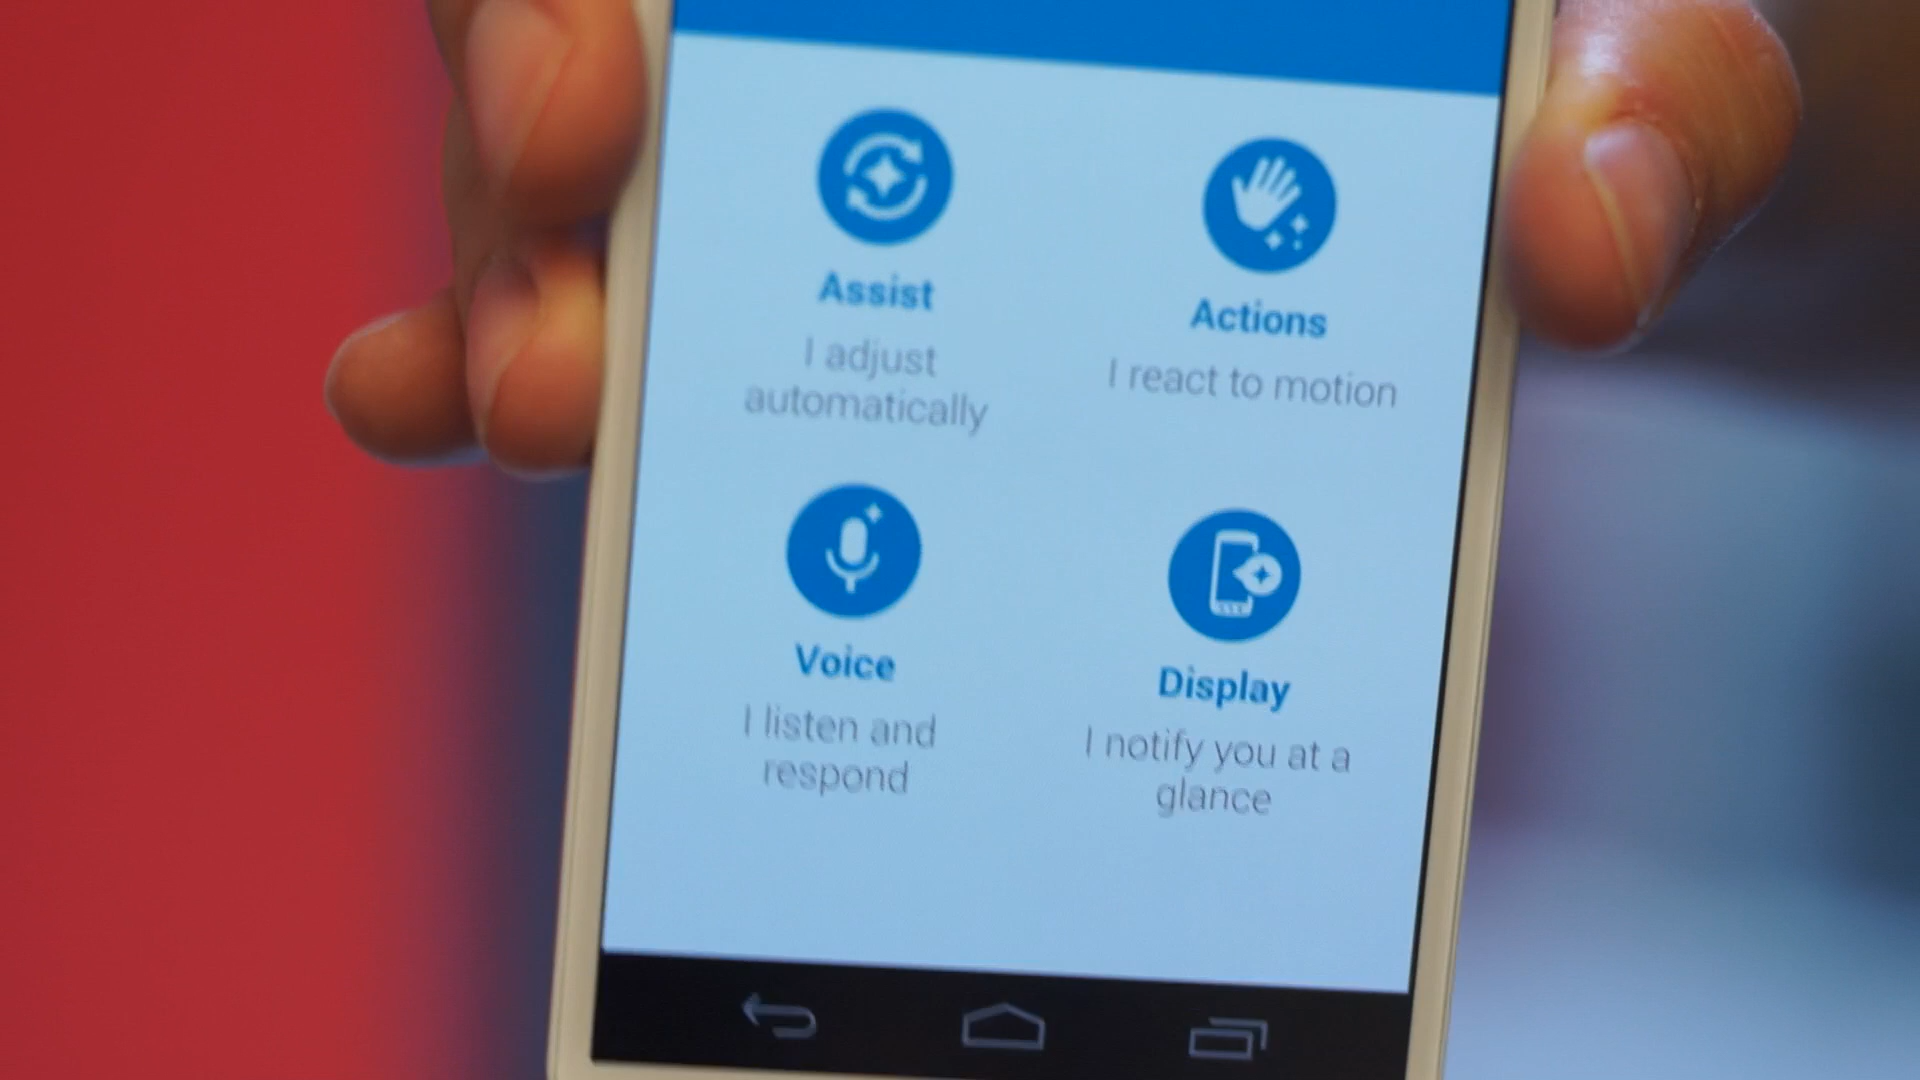 Assist
I adjust
automatically
Actions
I react to motion
Voice
I listen and
respond
Display
I notify you at a
glance